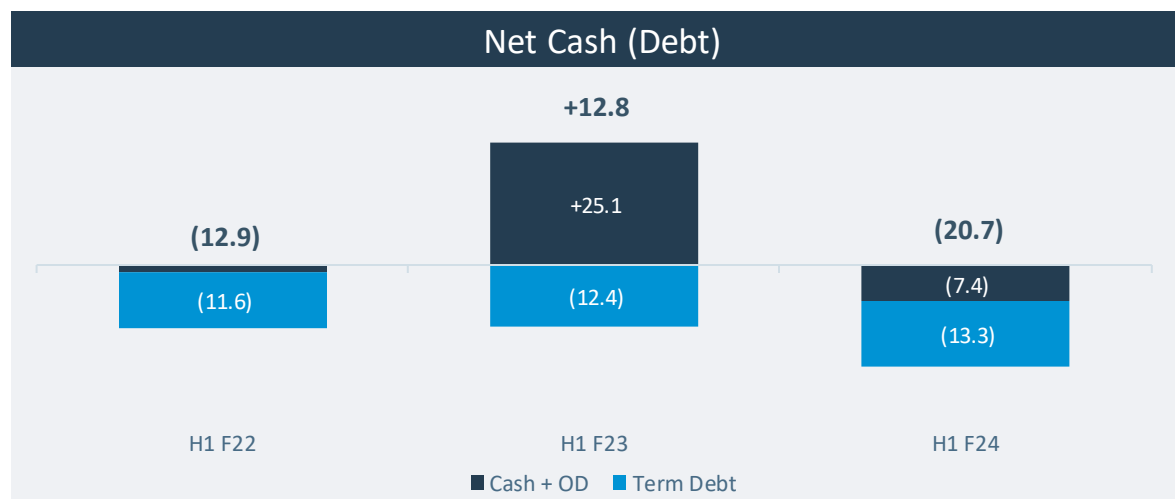 Net Cash (Debt)
+12.8
+25.1
(12.9)
(20.7)
(7.4)
(11.6)
(12.4)
(13.3)
H1 F22
H1 F23
H1 F24
Cash + OD
Term Debt